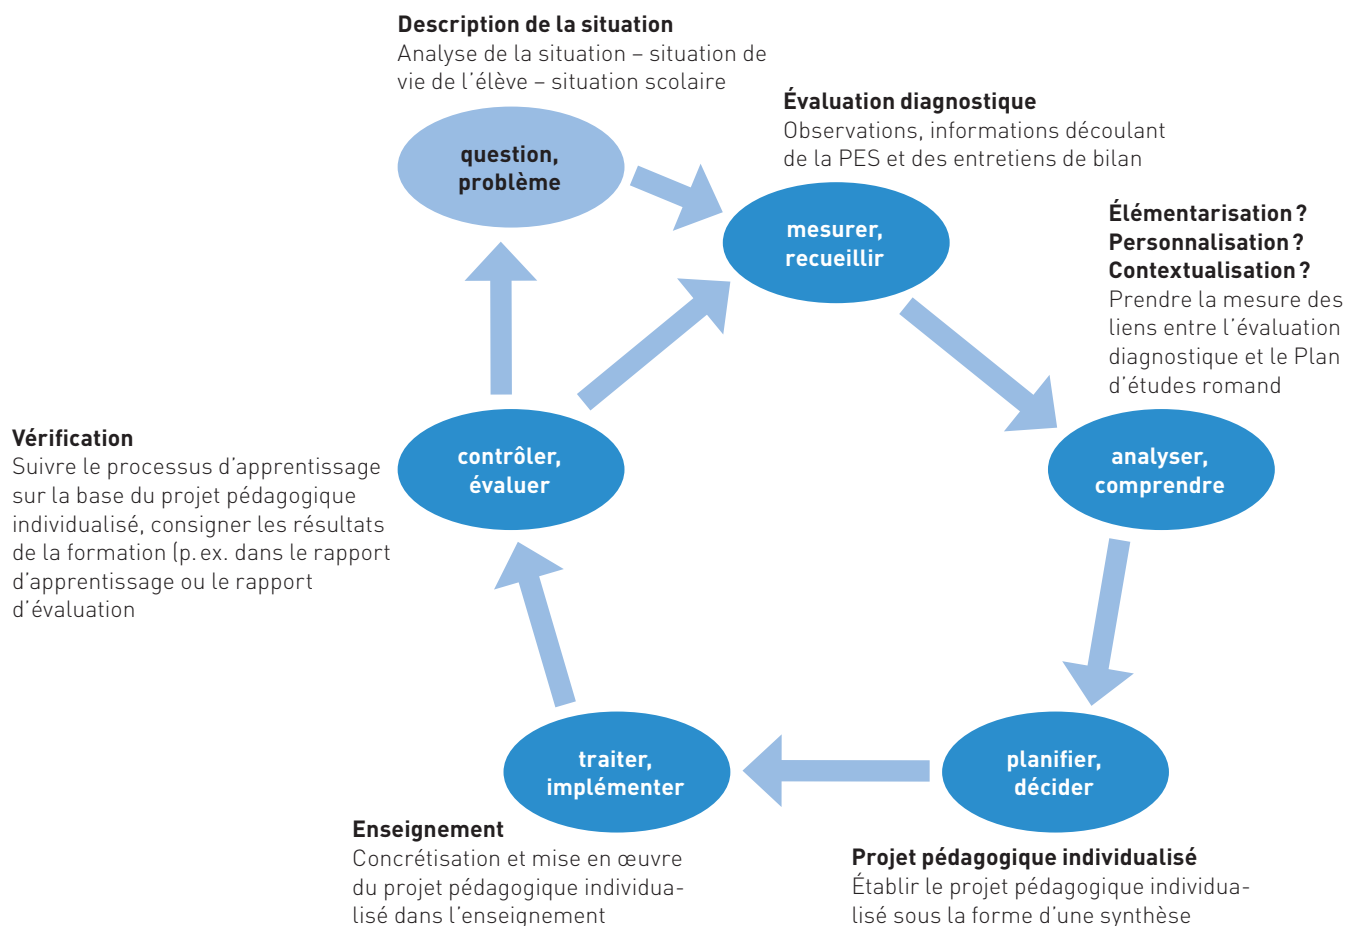 Description de la situation
Analyse de la situation – situation de
vie de l’élève – situation scolaire
question,
problème
Évaluation diagnostique
Observations, informations découlant
de la PES et des entretiens de bilan
mesurer,
recueillir
Élémentarisation ?
Personnalisation ?
Contextualisation ?
Prendre la mesure des
liens entre l’évaluation
diagnostique et le Plan
d’études romand
analyser,
comprendre
Vérification
Suivre le processus d’apprentissage
sur la base du projet pédagogique
individualisé, consigner les résultats
de la formation (p. ex. dans le rapport
d’apprentissage ou le rapport
d’évaluation
contrôler,
évaluer
traiter,
implémenter
planifier,
décider
Enseignement
Concrétisation et mise en œuvre
du projet pédagogique individua-
lisé dans l’enseignement
Projet pédagogique individualisé
Établir le projet pédagogique individua-
lisé sous la forme d’une synthèse